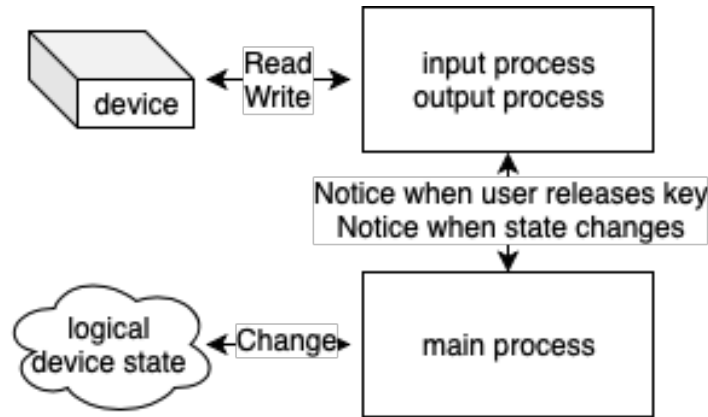 device
Read
Write
input process
output process
Notice when user releases key
Notice when state changes
logical
device state
Change
main process